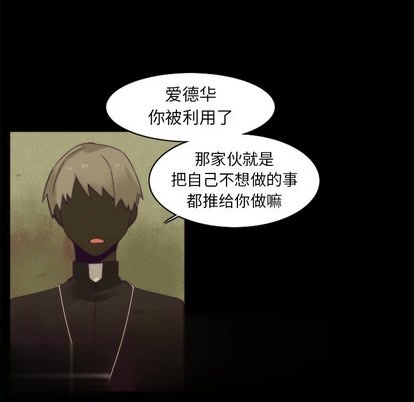 爱德华
你被利用了
那家伙就是
把自己不想做的事
都推给你做嘛